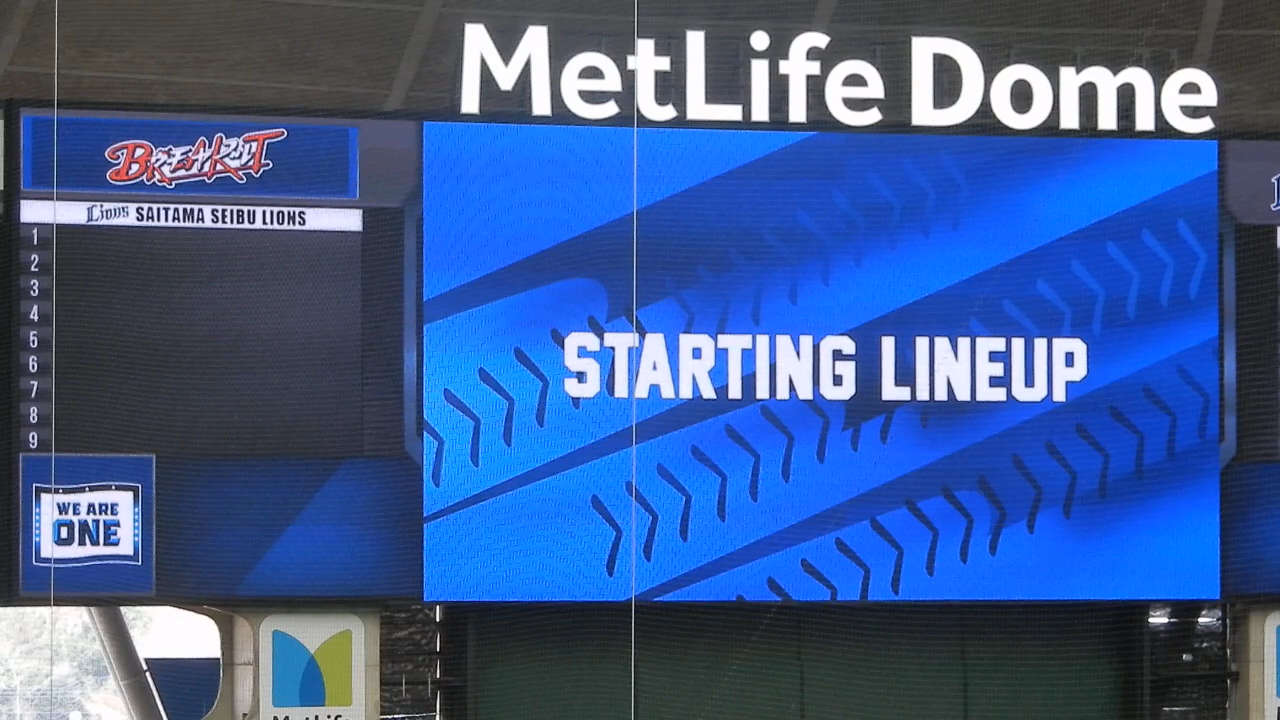 MetLife Dome
BREAKOUT
Lions SAITAMA SEIBU LIONS
1
2
3
4
5
6
7
8
9
STARTING LINEUP
WE ARE
ONE
MetLife